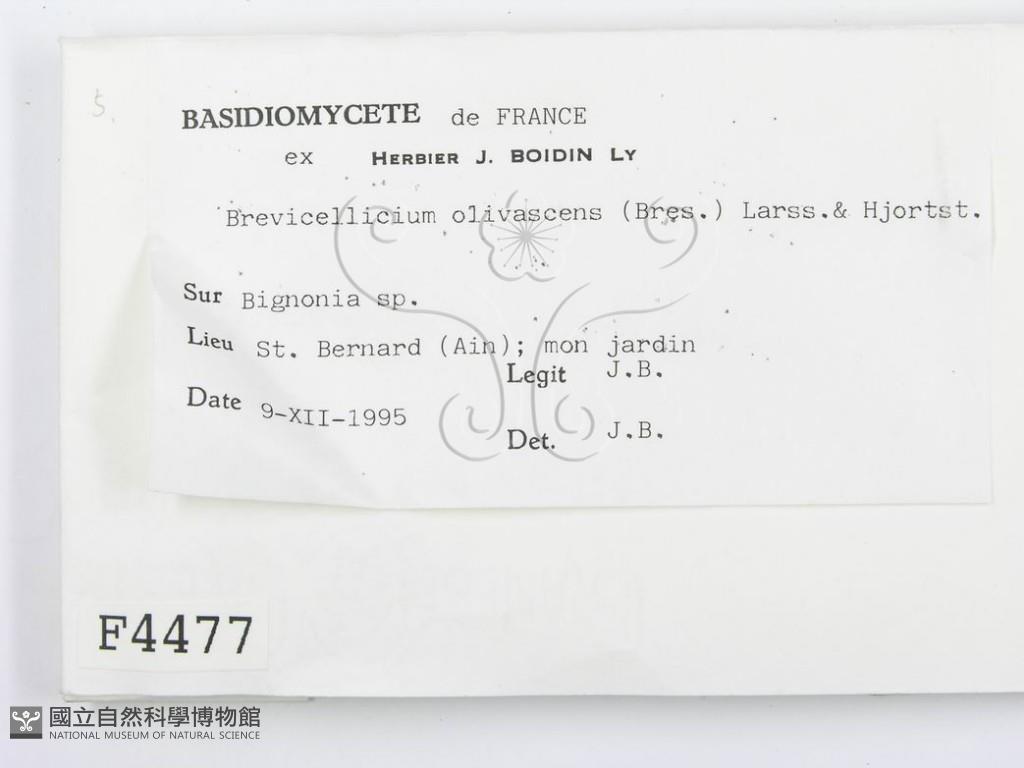 5.
BASIDIOMYCETE de FRANCE
ex HERBIER J. BOIDIN LY
Brevicellicium olivascens (Bres.) Larss.& Hjortst.
Sur Bignonia sp.
Lieu St. Bernard (Ain); mon jardin
Legit J.B.
Date 9-XII-1995
Det. J.B.
F4477
國立自然科學博物館
NATIONAL MUSEUM OF NATURAL SCIENCE